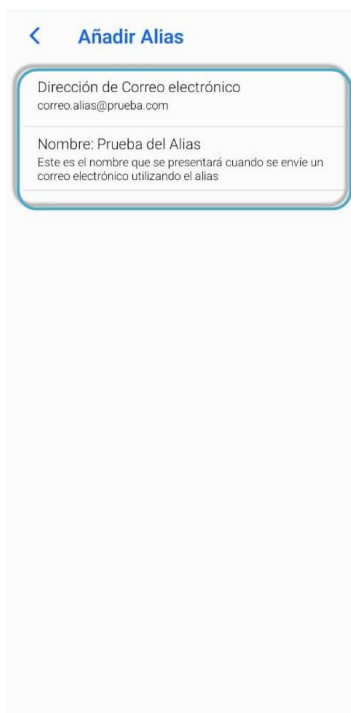 Añadir Alias
Dirección de Correo electrónico
correo.alias@prueba.com
Nombre: Prueba del Alias
Este es el nombre que se presentará cuando se envíe un
correo electrónico utilizando el alias